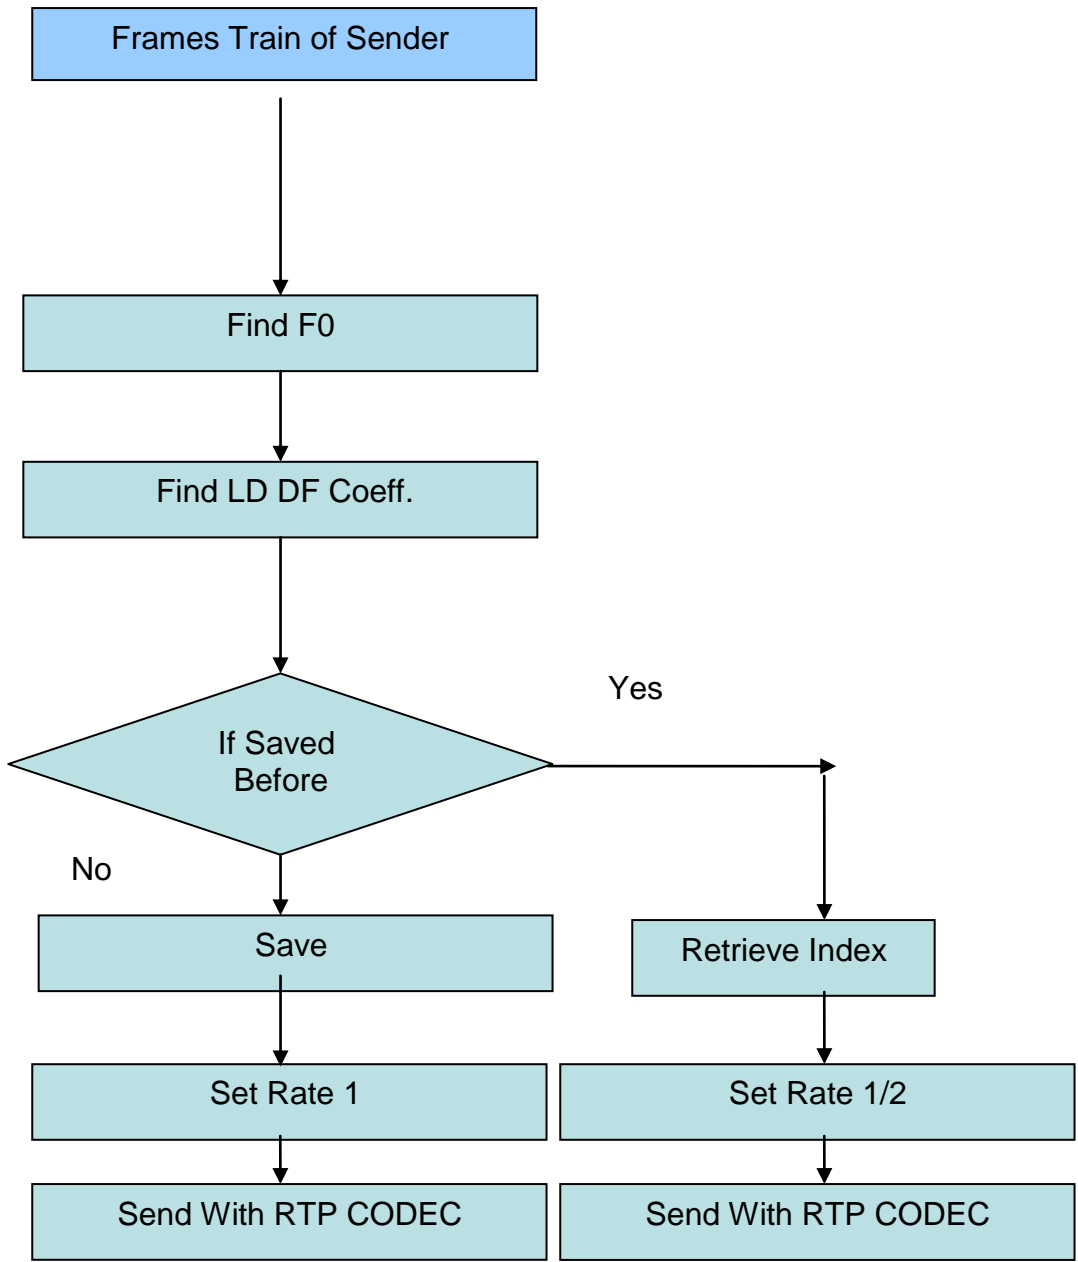 Frames Train of Sender
Find F0
Find LD DF Coeff.
Yes
If Saved
Before
No
Save
Retrieve Index
Set Rate 1
Set Rate 1/2
Send With RTP CODEC
Send With RTP CODEC